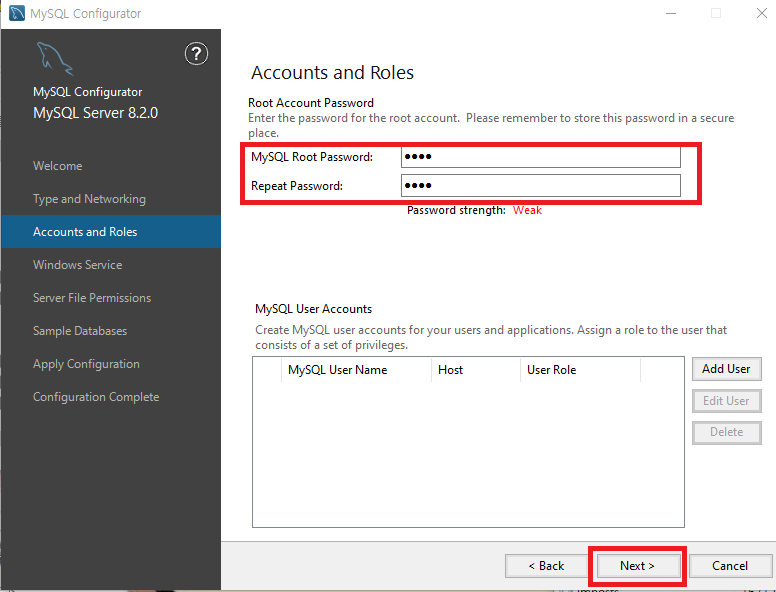 MySQL Configurator
?
MySQL Configurator
MySQL Server 8.2.0
Welcome
Type and Networking
Accounts and Roles
Windows Service
Server File Permissions
Sample Databases
Apply Configuration
Configuration Complete
Accounts and Roles
Root Account Password
Enter the password for the root account. Please remember to store this password in a secure
place.
MySQL Root Password: ●●●●
Repeat Password: ●●●●
Password strength: Weak
MySQL User Accounts
Create MySQL user accounts for your users and applications. Assign a role to the user that
consists of a set of privileges.
MySQL User Name Host User Role
Add User
Edit User
Delete
< Back Next > Cancel